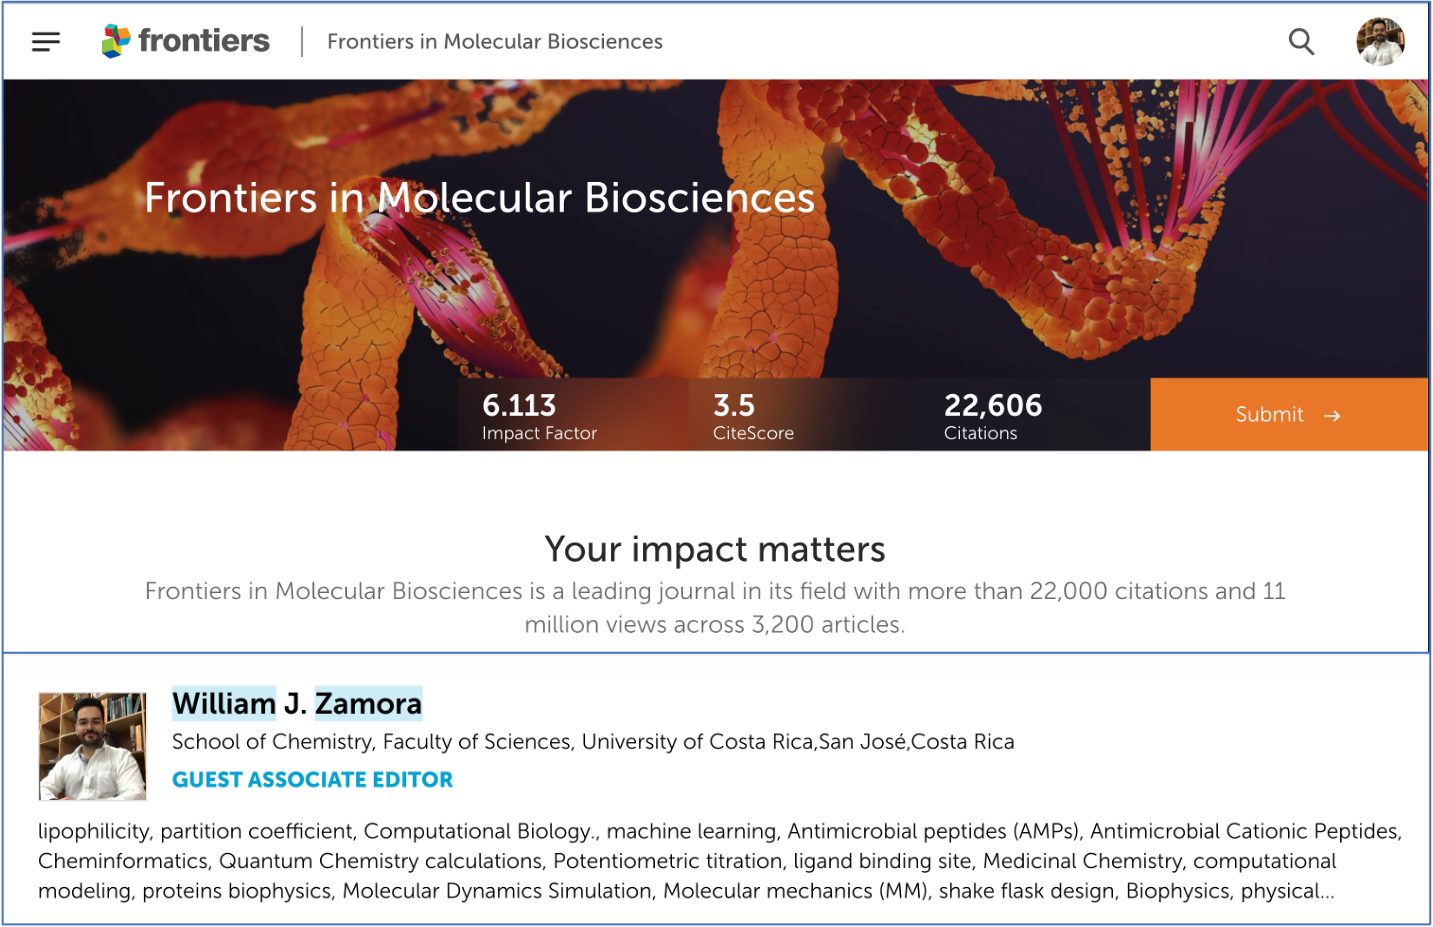 frontiers | Frontiers in Molecular Biosciences
Frontiers in Molecular Biosciences
6.113 3.5 22,606
Impact Factor CiteScore Citations
Submit →
Your impact matters
Frontiers in Molecular Biosciences is a leading journal in its field with more than 22,000 citations and 11
million views across 3,200 articles.
William J. Zamora
School of Chemistry, Faculty of Sciences, University of Costa Rica,San José,Costa Rica
GUEST ASSOCIATE EDITOR
lipophilicity, partition coefficient, Computational Biology., machine learning, Antimicrobial peptides (AMPs), Antimicrobial Cationic Peptides,
Cheminformatics, Quantum Chemistry calculations, Potentiometric titration, ligand binding site, Medicinal Chemistry, computational
modeling, proteins biophysics, Molecular Dynamics Simulation, Molecular mechanics (MM), shake flask design, Biophysics, physical...